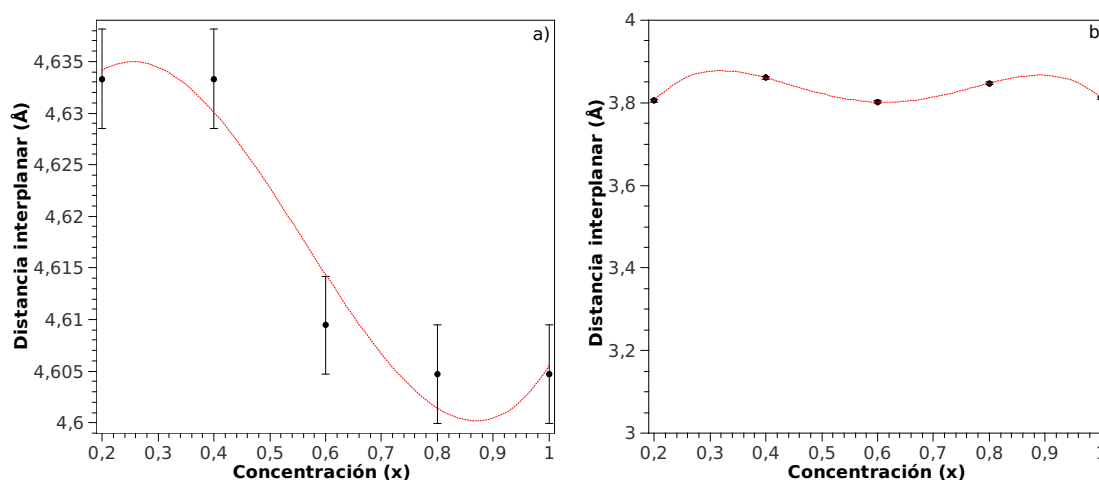 a)
Distancia interplanar (Å)
4,635
4,63
4,625
4,62
4,615
4,61
4,605
4,6
0,2 0,3 0,4 0,5 0,6 0,7 0,8 0,9 1
Concentración (x)
b
Distancia interplanar (Å)
4
3,8
3,6
3,4
3,2
3
0,2 0,3 0,4 0,5 0,6 0,7 0,8 0,9 1
Concentración (x)